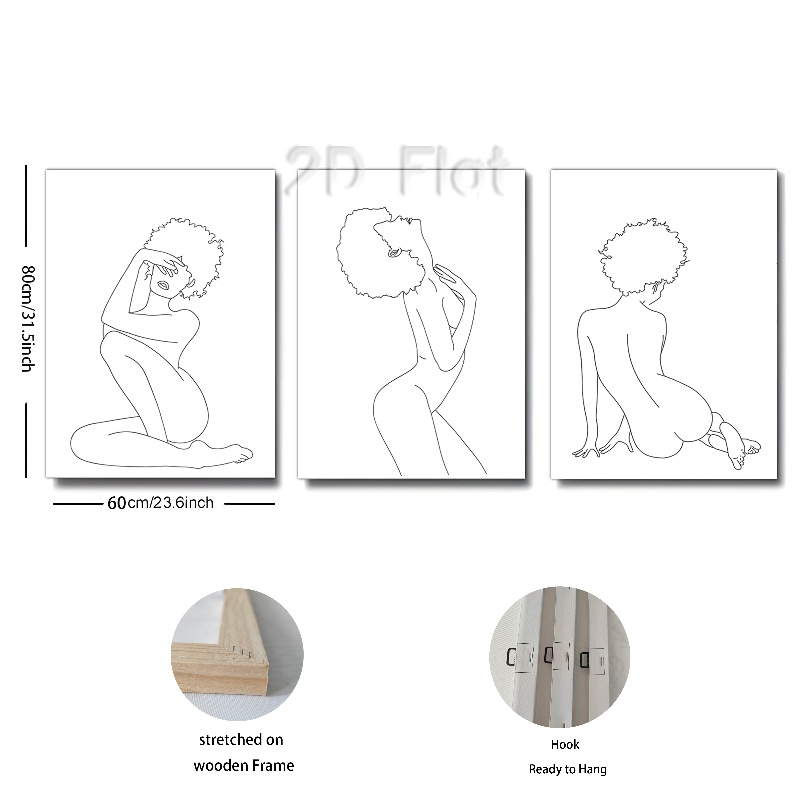 2D Flat
80cm/31.5inch
60cm/23.6inch
stretched on
wooden Frame
Hook
Ready to Hang